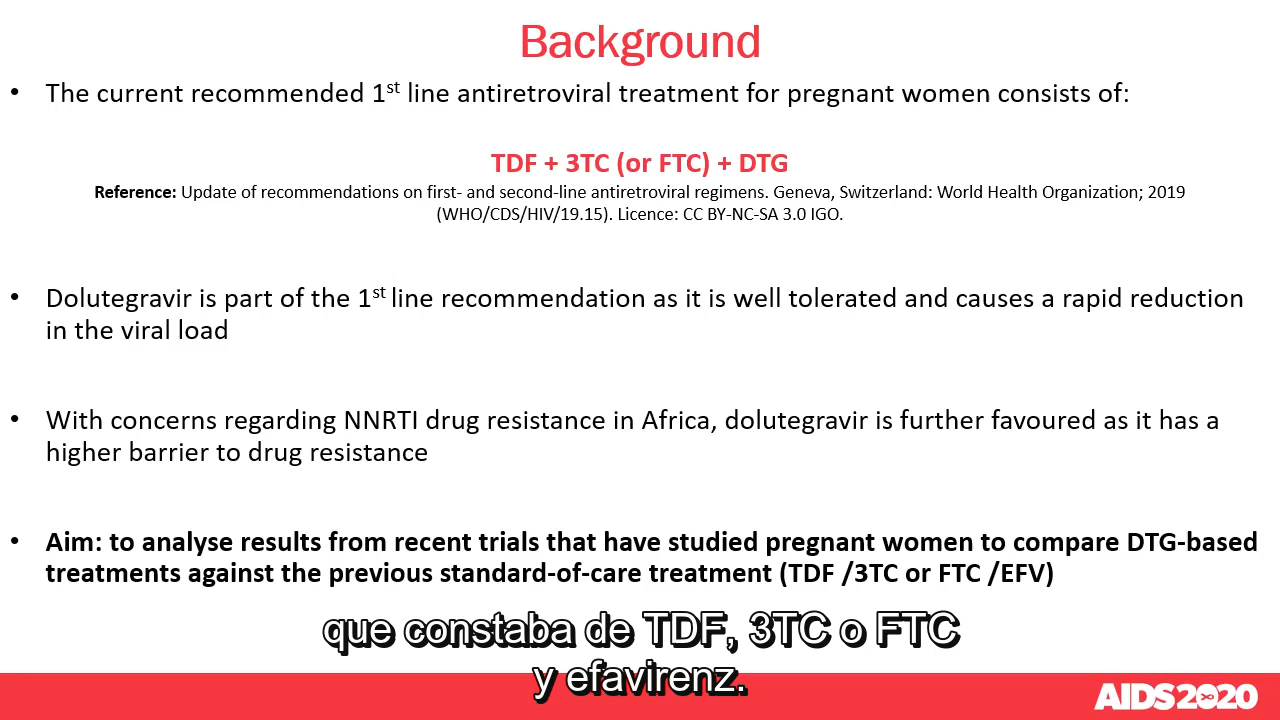 Background
• The current recommended 1st line antiretroviral treatment for pregnant women consists of:
TDF + 3TC (or FTC) + DTG
Reference: Update of recommendations on first- and second-line antiretroviral regimens. Geneva, Switzerland: World Health Organization; 2019
(WHO/CDS/HIV/19.15). Licence: CC BY-NC-SA 3.0 IGO.
• Dolutegravir is part of the 1st line recommendation as it is well tolerated and causes a rapid reduction
in the viral load
• With concerns regarding NNRTI drug resistance in Africa, dolutegravir is further favoured as it has a
higher barrier to drug resistance
• Aim: to analyse results from recent trials that have studied pregnant women to compare DTG-based
treatments against the previous standard-of-care treatment (TDF /3TC or FTC /EFV)
que constaba de TDF, 3TC o FTC
y efavirenz.
AIDS2020